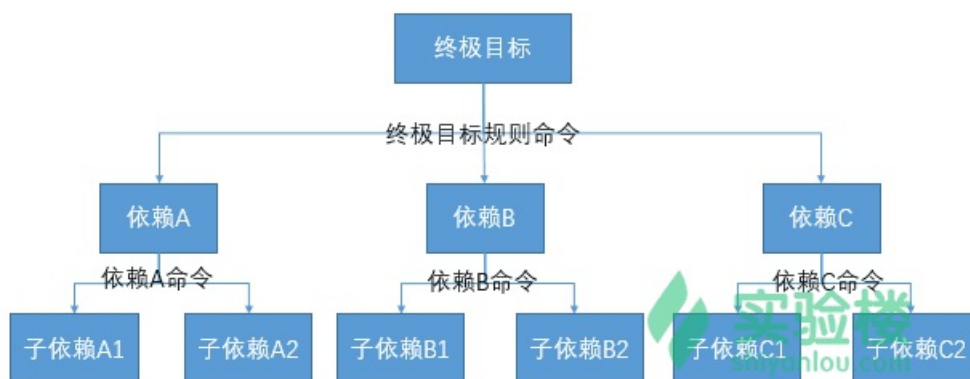 终极目标
终极目标规则命令
依赖A
依赖B
依赖C
依赖A命令
依赖B命令
依赖C命令
子依赖A1
子依赖A2
子依赖B1
子依赖B2
子依赖C1
子依赖C2
实验楼
shiyanlou.com